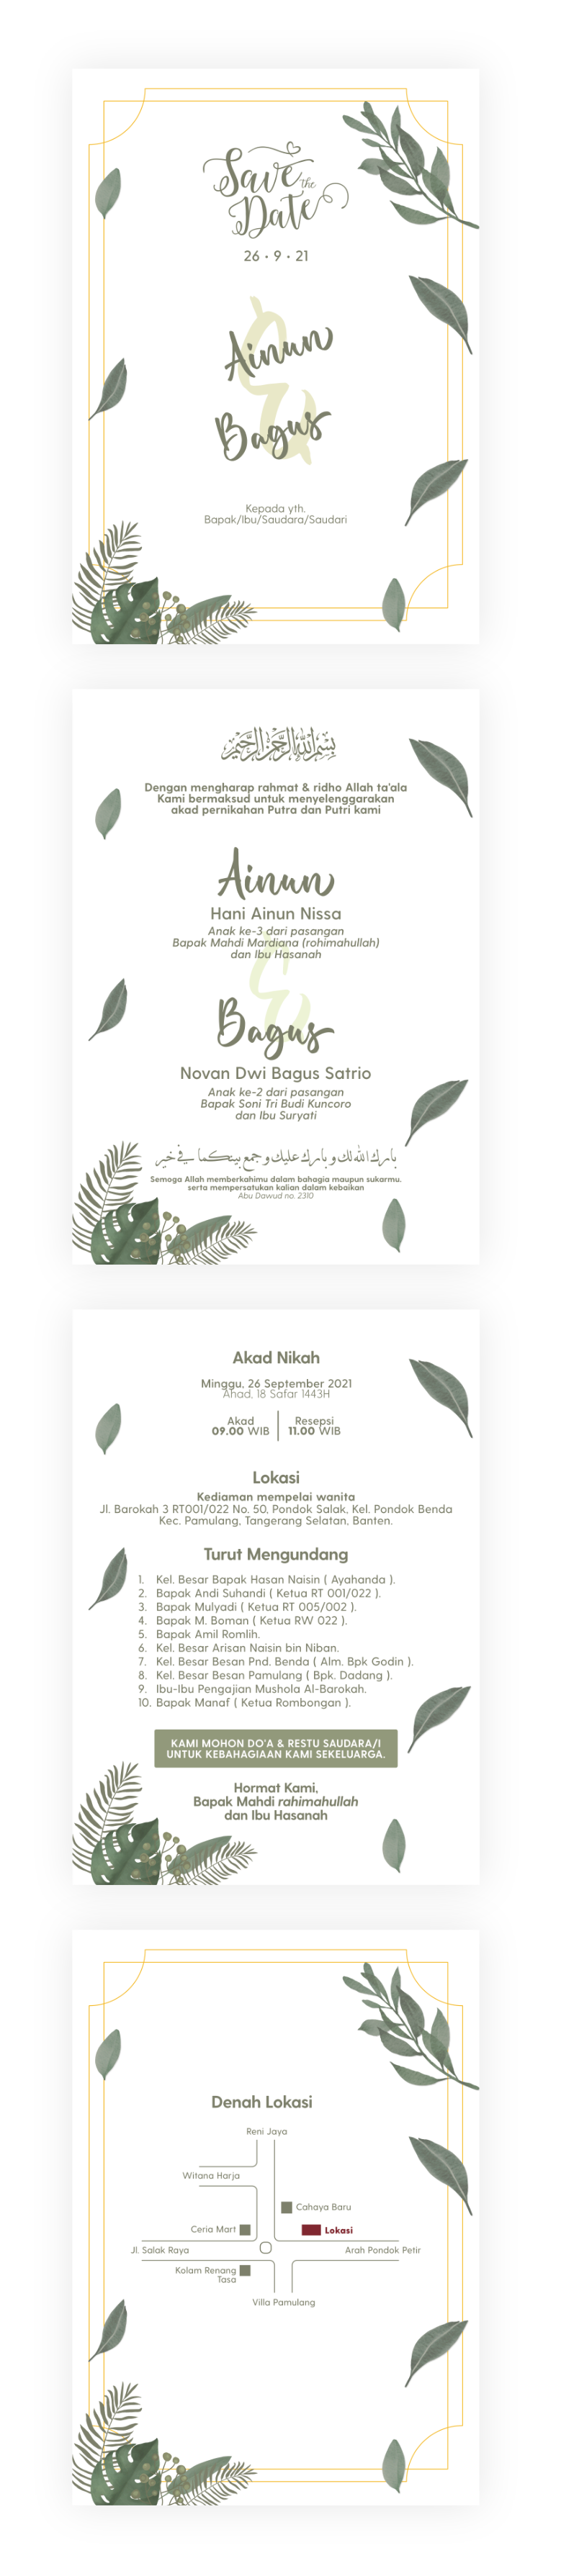 Save the
Date
26 • 9 • 21
Ainun
&
Bagus
Kepada yth.
Bapak/Ibu/Saudara/Saudari
بسم الله الرحمن الرحيم
Dengan mengharap rahmat & ridho Allah ta'ala
Kami bermaksud untuk menyelenggarakan
akad pernikahan Putra dan Putri kami
Ainun
Hani Ainun Nissa
Anak ke-3 dari pasangan
Bapak Mahdi Mardiana (rohimahullah)
dan Ibu Hasanah
&
Bagus
Novan Dwi Bagus Satrio
Anak ke-2 dari pasangan
Bapak Soni Tri Budi Kuncoro
dan Ibu Suryati
بارك الله لك و بارك عليك و جمع بينكما في خير
Semoga Allah memberkahimu dalam bahagia maupun sukarmu.
serta mempersatukan kalian dalam kebaikan
Abu Dawud no. 2310
Akad Nikah
Minggu, 26 September 2021
Ahad, 18 Safar 1443H
Akad
09.00 WIB
Resepsi
11.00 WIB
Lokasi
Kediaman mempelai wanita
Jl. Barokah 3 RT001/022 No. 50, Pondok Salak, Kel. Pondok Benda
Kec. Pamulang, Tangerang Selatan, Banten.
Turut Mengundang
1. Kel. Besar Bapak Hasan Naisin ( Ayahanda ).
2. Bapak Andi Suhandi ( Ketua RT 001/022 ).
3. Bapak Mulyadi ( Ketua RT 005/002 ).
4. Bapak M. Boman ( Ketua RW 022 ).
5. Bapak Amil Romlih.
6. Kel. Besar Arisan Naisin bin Niban.
7. Kel. Besar Besan Pnd. Benda ( Alm. Bpk Godin ).
8. Kel. Besar Besan Pamulang ( Bpk. Dadang ).
9. Ibu-Ibu Pengajian Mushola Al-Barokah.
10. Bapak Manaf ( Ketua Rombongan ).
KAMI MOHON DO'A & RESTU SAUDARA/I
UNTUK KEBAHAGIAAN KAMI SEKELUARGA.
Hormat Kami,
Bapak Mahdi rahimahullah
dan Ibu Hasanah
Denah Lokasi
Reni Jaya
Witana Harja
Cahaya Baru
Ceria Mart
Lokasi
Jl. Salak Raya
Arah Pondok Petir
Kolam Renang
Tasa
Villa Pamulang